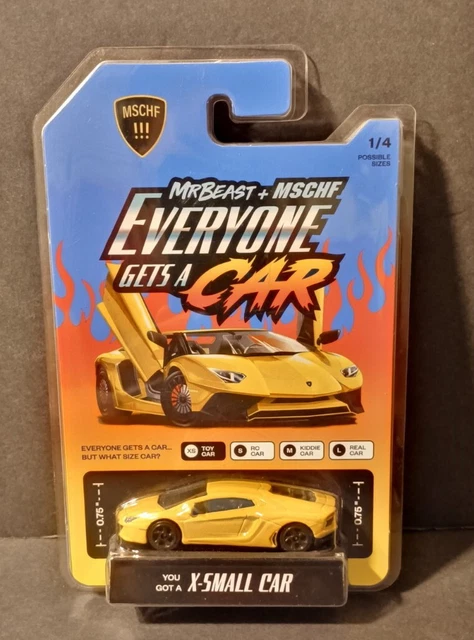 MSCHF
!!!
1/4
POSSIBLE
SIZES
MRBEAST + MSCHF
EVERYONE
GETS A CAR
EVERYONE GETS A CAR...
BUT WHAT SIZE CAR?
XS TOY CAR
S RC CAR
M KIDDIE CAR
L REAL CAR
0.75"
0.75"
YOU GOT A X-SMALL CAR